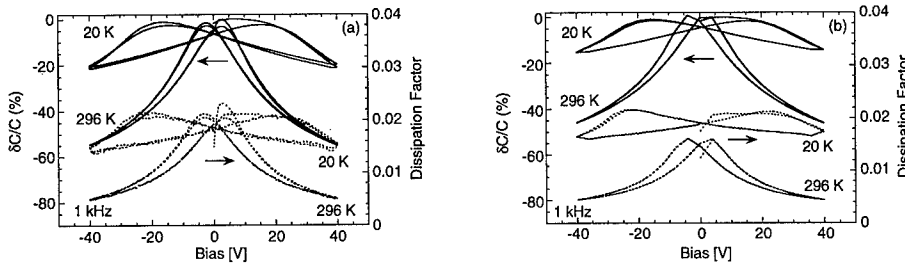 (a)
0
-20
-40
-60
-80
δC/C (%)
0.04
0.03
0.02
0.01
0
Dissipation Factor
20 K
296 K
20 K
1 kHz
296 K
-40
-20
0
20
40
Bias [V]
(b)
0
-20
-40
-60
-80
δC/C (%)
0.04
0.03
0.02
0.01
0
Dissipation Factor
20 K
296 K
20 K
1 kHz
296 K
-40
-20
0
20
40
Bias [V]